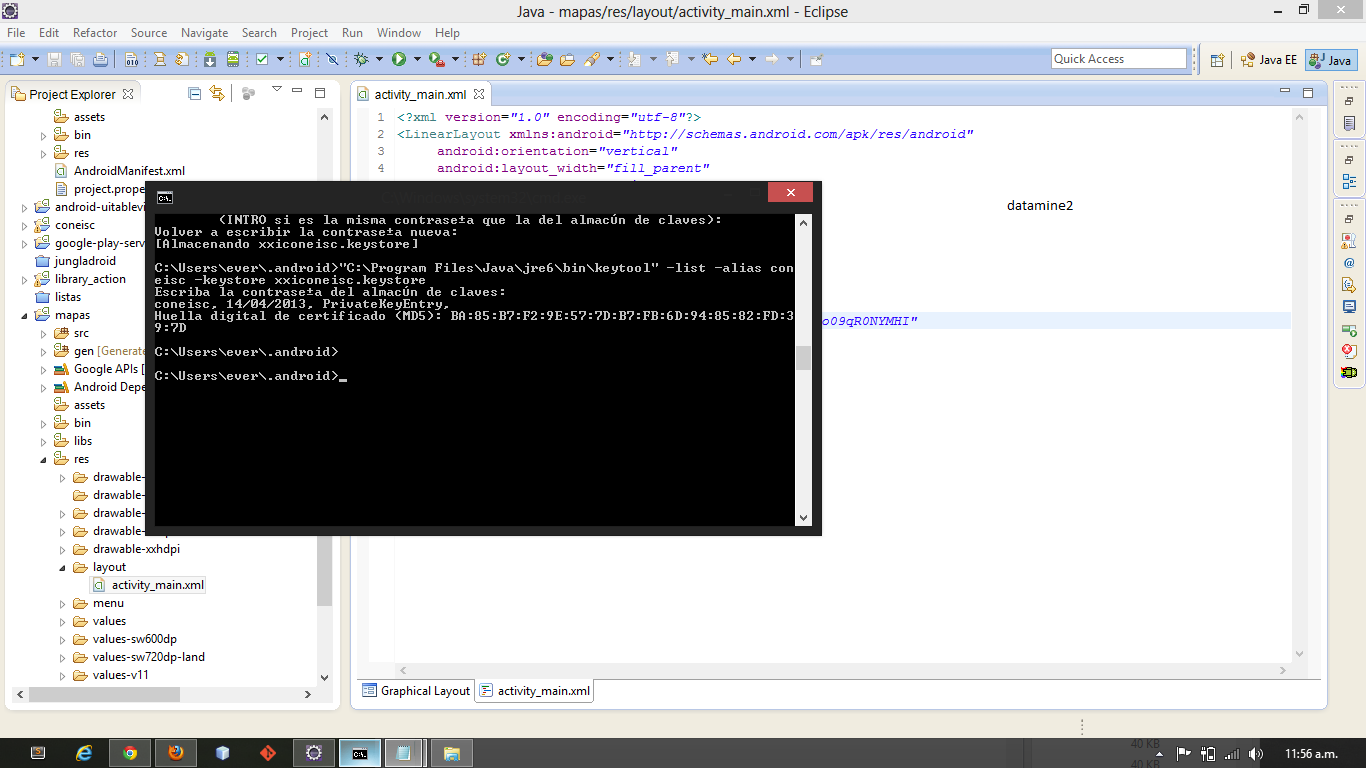 Java - mapas/res/layout/activity_main.xml - Eclipse
File Edit Refactor Source Navigate Search Project Run Window Help
Quick Access
Java EE
Java
Project Explorer
assets
bin
res
AndroidManifest.xml
project.prope
android-uitablevi
coneisc
google-play-serv
jungladroid
library_action
listas
mapas
src
gen [Generate
Google APIs [
Android Depe
assets
bin
libs
res
drawable-
drawable-
drawable-
drawable-
drawable-xxhdpi
layout
activity_main.xml
menu
values
values-sw600dp
values-sw720dp-land
values-v11
activity_main.xml
1 <?xml version="1.0" encoding="utf-8"?>
2 <LinearLayout xmlns:android="http://schemas.android.com/apk/res/android"
3 android:orientation="vertical"
4 android:layout_width="fill_parent"
datamine2
o09qR0NYMHI"
(INTRO si es la misma contrase±a que la del almacún de claves):
Volver a escribir la contrase±a nueva:
[Almacenando xxiconeisc.keystore]
C:\Users\ever\.android>"C:\Program Files\Java\jre6\bin\keytool" -list -alias con
eisc -keystore xxiconeisc.keystore
Escriba la contrase±a del almacún de claves:
coneisc, 14/04/2013, PrivateKeyEntry,
Huella digital de certificado (MD5): BA:85:B7:F2:9E:57:7D:B7:FB:6D:94:85:82:FD:3
9:7D
C:\Users\ever\.android>
C:\Users\ever\.android>_
Graphical Layout
activity_main.xml
40 KB
40 KB
11:56 a.m.